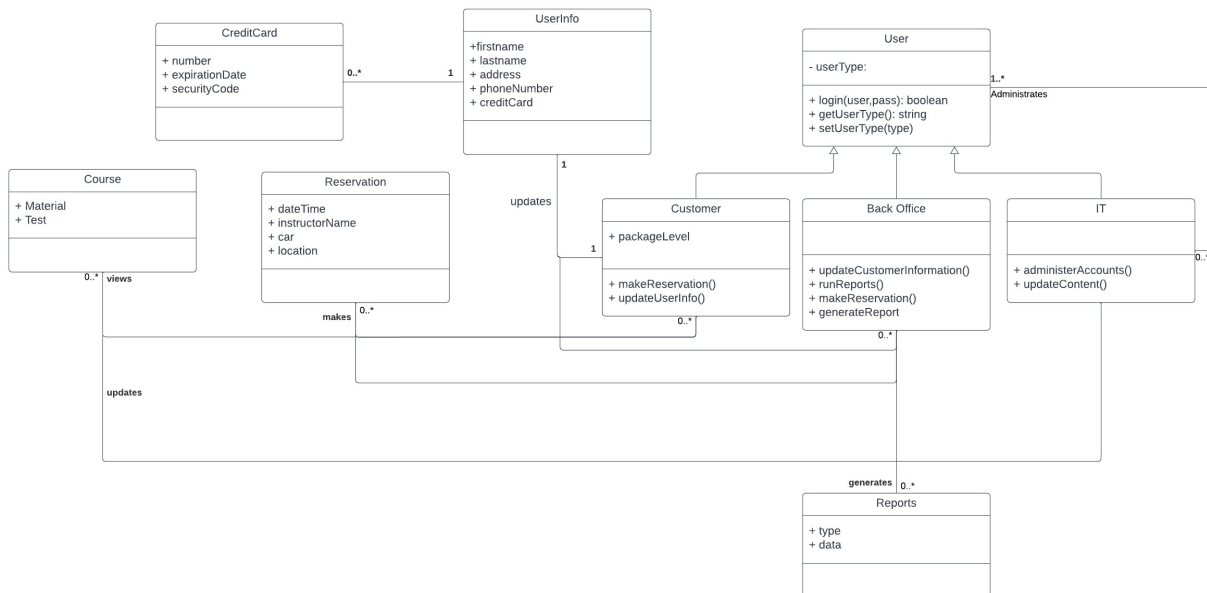 CreditCard
+ number
+ expirationDate
+ securityCode
0..*
1
UserInfo
+firstname
+ lastname
+ address
+ phoneNumber
+ creditCard
User
- userType:
+ login(user,pass): boolean
+ getUserType(): string
+ setUserType(type)
1..*
Administrates
1
updates
Course
+ Material
+ Test
0..*
views
Reservation
+ dateTime
+ instructorName
+ car
+ location
makes
0..*
1
Customer
+ packageLevel
+ makeReservation()
+ updateUserInfo()
0..*
Back Office
+ updateCustomerInformation()
+ runReports()
+ makeReservation()
+ generateReport
0..*
IT
+ administerAccounts()
+ updateContent()
0..*
updates
generates
0..*
Reports
+ type
+ data